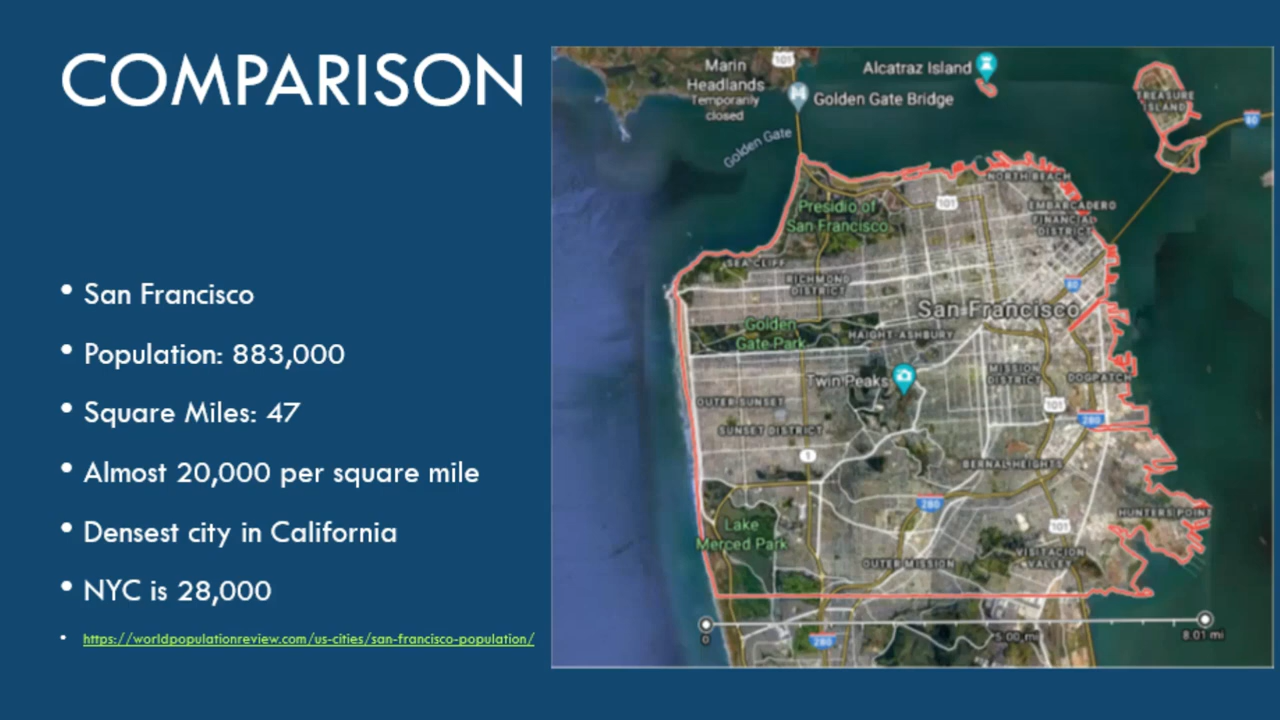 COMPARISON
• San Francisco
• Population: 883,000
• Square Miles: 47
• Almost 20,000 per square mile
• Densest city in California
• NYC is 28,000
• https://worldpopulationreview.com/us-cities/san-francisco-population/
101
Marin
Headlands
Temporarily
closed
Alcatraz Island
Golden Gate Bridge
Golden Gate
TREASURE
ISLAND
80
NORTH BEACH
101
Presidio of
San Francisco
EMBARCADERO
FINANCIAL
DISTRICT
SEA CLIFF
RICHMOND
DISTRICT
80
San Francisco
Golden
Gate Park
HAIGHT-ASHBURY
Twin Peaks
MISSION
DISTRICT
DOGPATCH
OUTER SUNSET
101
280
SUNSET DISTRICT
1
BERNAL HEIGHTS
280
HUNTERS POINT
Lake
Merced Park
101
OUTER MISSION
VISITACION
VALLEY
0
5.00 mi
8.01 mi
280